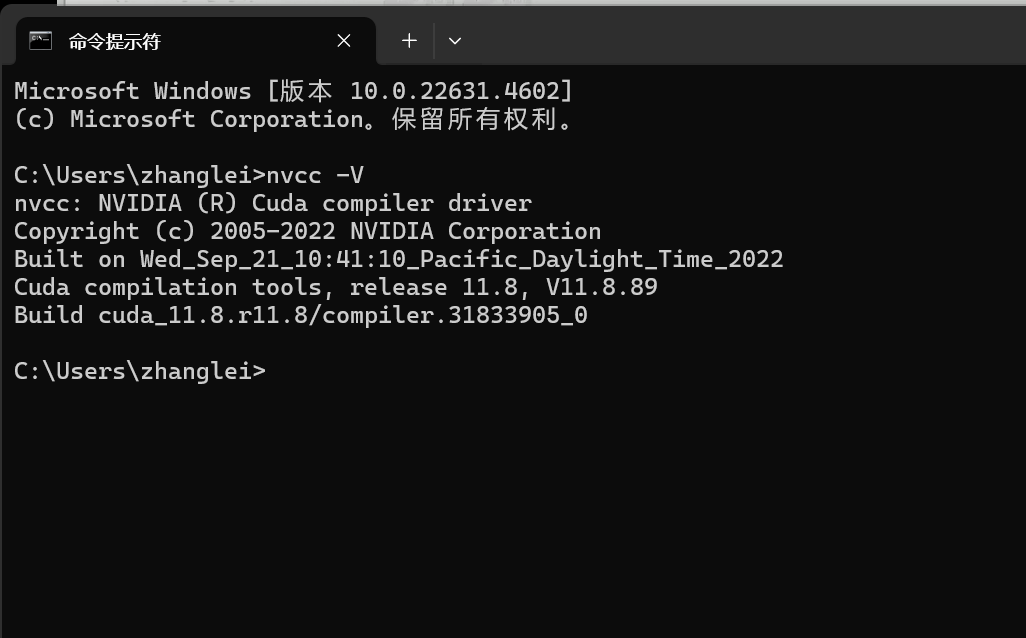 命令提示符
Microsoft Windows [版本 10.0.22631.4602]
(c) Microsoft Corporation。保留所有权利。
C:\Users\zhanglei>nvcc -V
nvcc: NVIDIA (R) Cuda compiler driver
Copyright (c) 2005-2022 NVIDIA Corporation
Built on Wed_Sep_21_10:41:10_Pacific_Daylight_Time_2022
Cuda compilation tools, release 11.8, V11.8.89
Build cuda_11.8.r11.8/compiler.31833905_0
C:\Users\zhanglei>